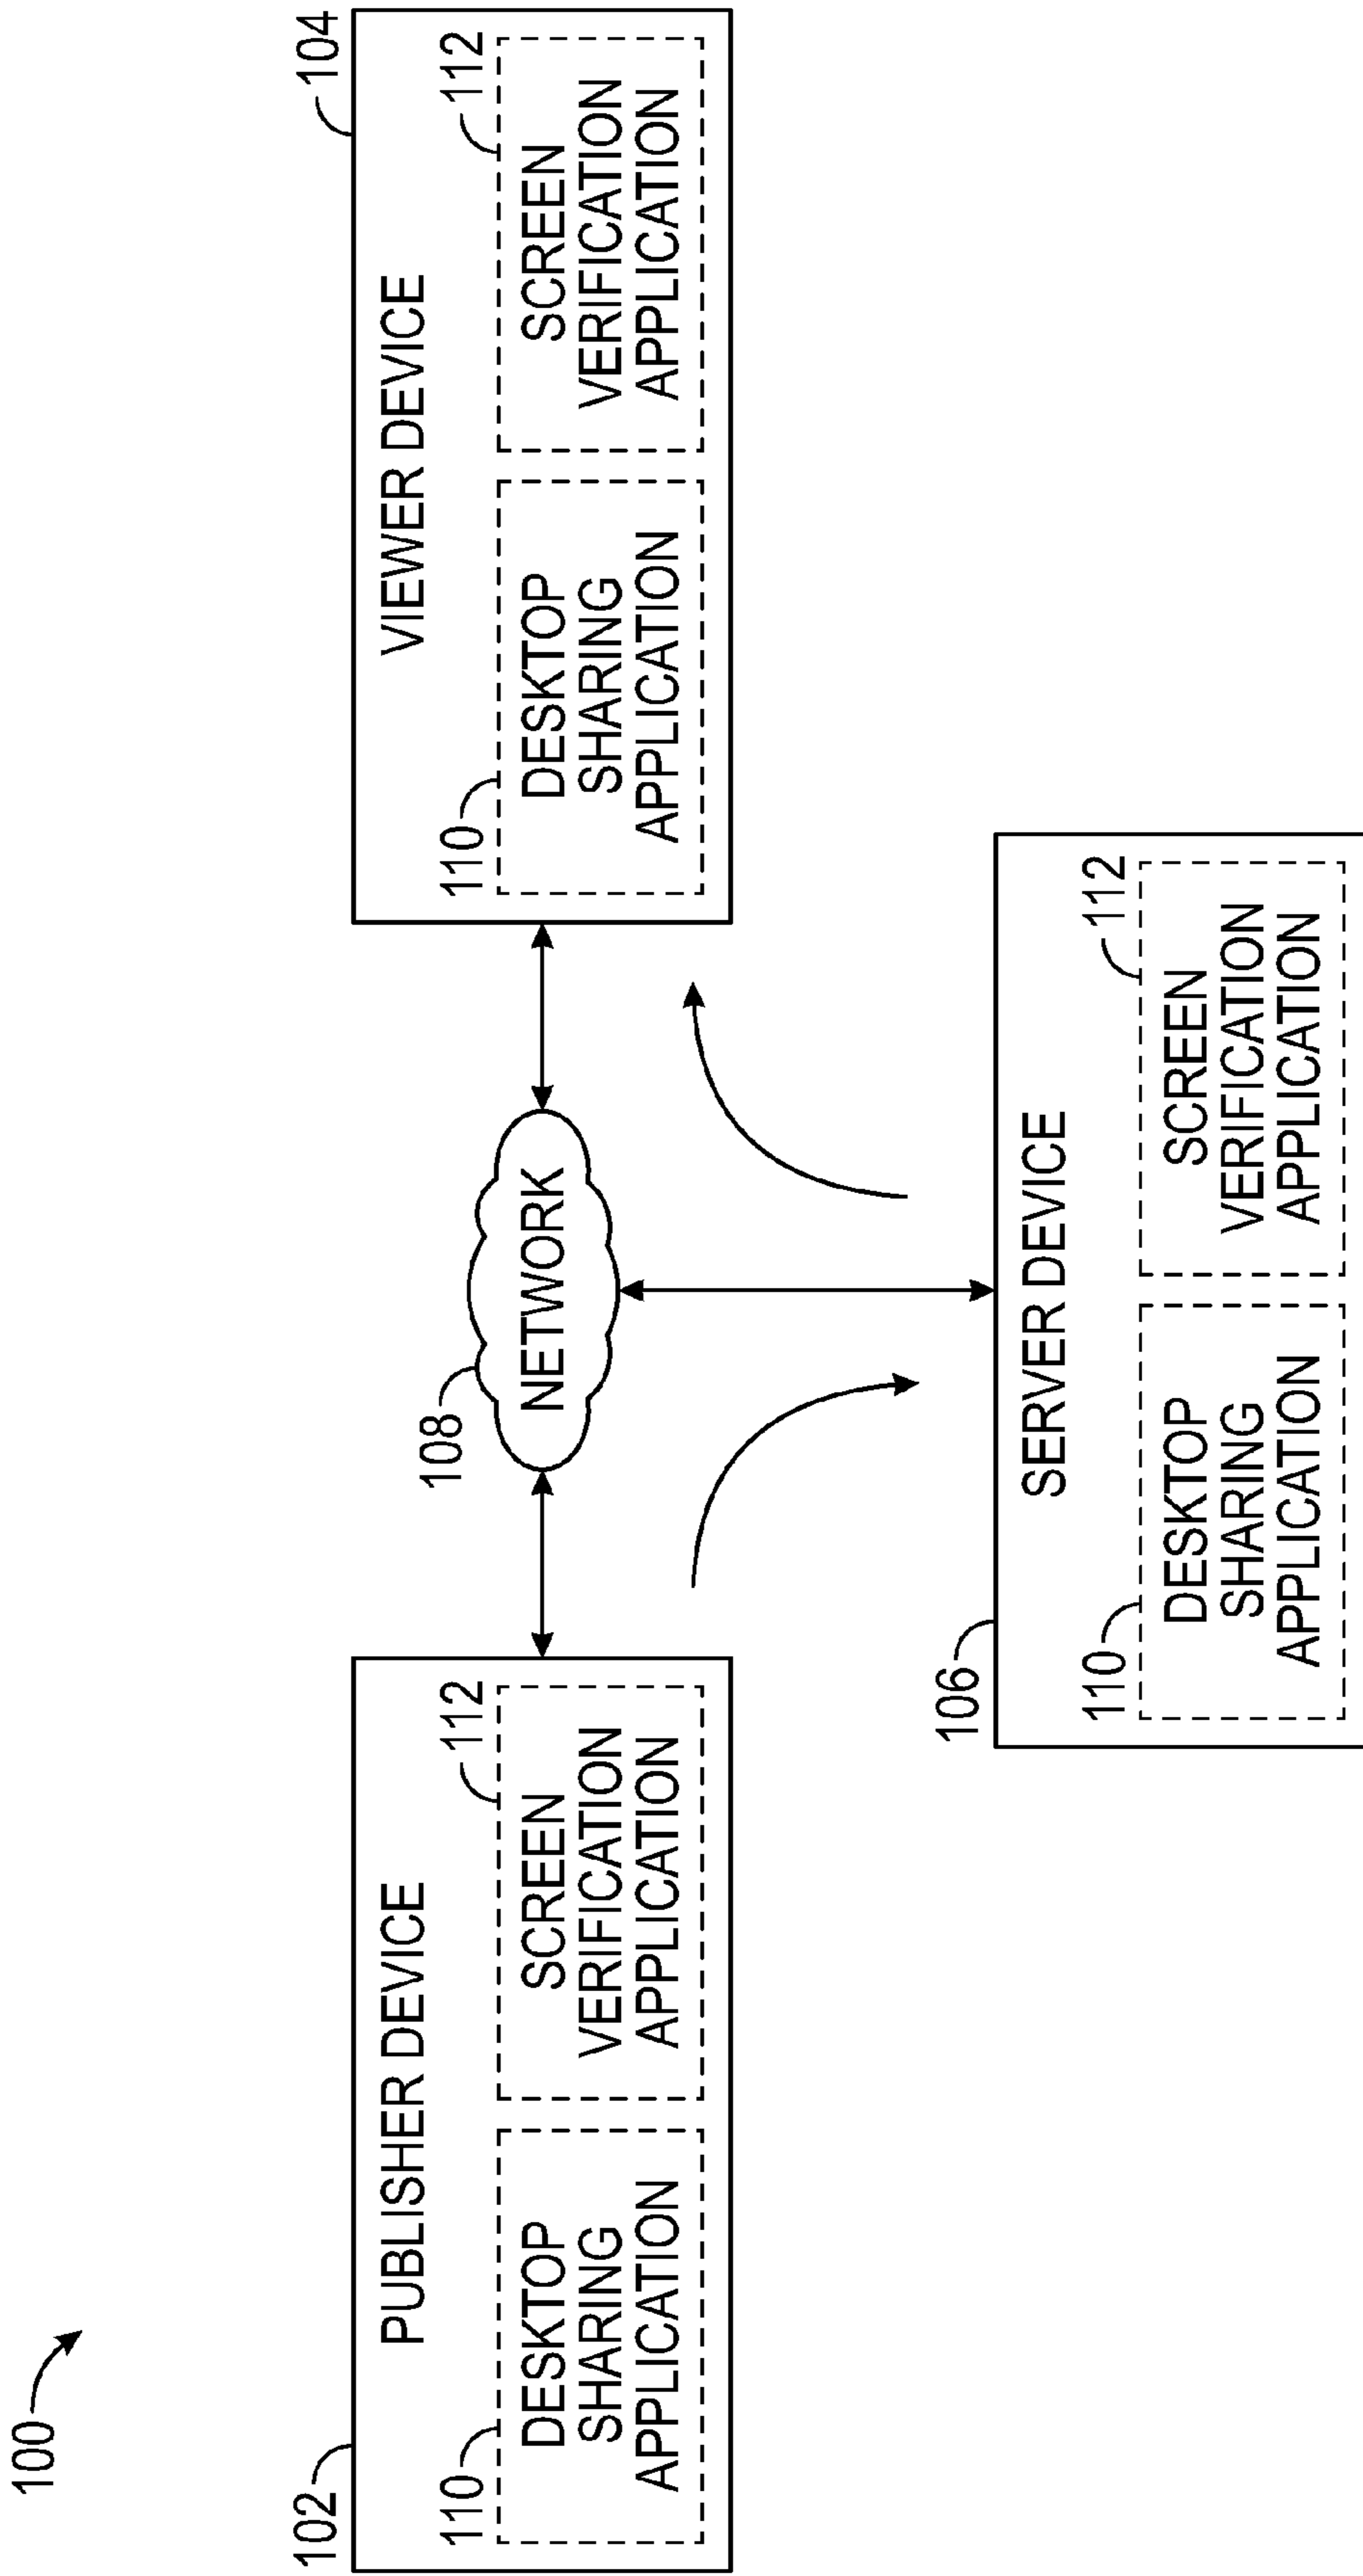 100
102
PUBLISHER DEVICE
110
DESKTOP
SHARING
APPLICATION
112
SCREEN
VERIFICATION
APPLICATION
108
NETWORK
104
VIEWER DEVICE
110
DESKTOP
SHARING
APPLICATION
112
SCREEN
VERIFICATION
APPLICATION
106
SERVER DEVICE
110
DESKTOP
SHARING
APPLICATION
112
SCREEN
VERIFICATION
APPLICATION